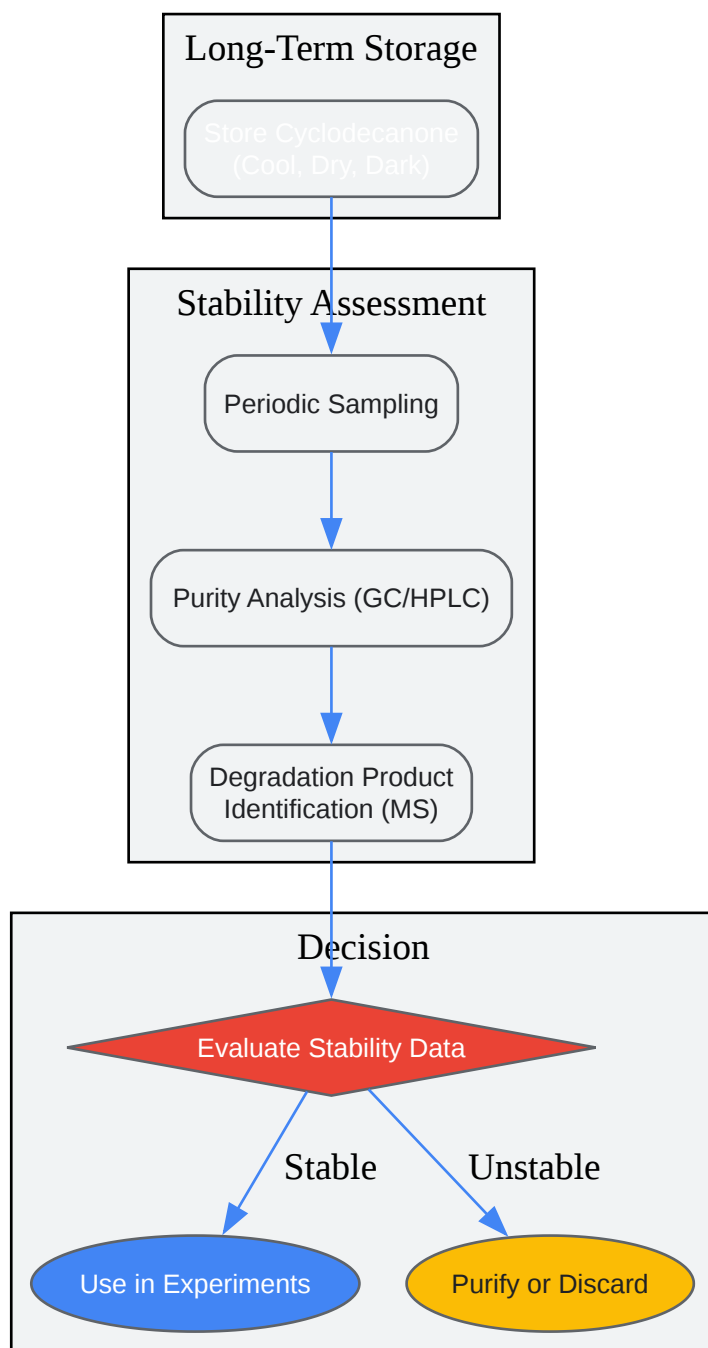 Long-Term Storage
Store Cyclodecanone
(Cool, Dry, Dark)
Stability Assessment
Periodic Sampling
Purity Analysis (GC/HPLC)
Degradation Product
Identification (MS)
Decision
Evaluate Stability Data
Stable
Unstable
Use in Experiments
Purify or Discard